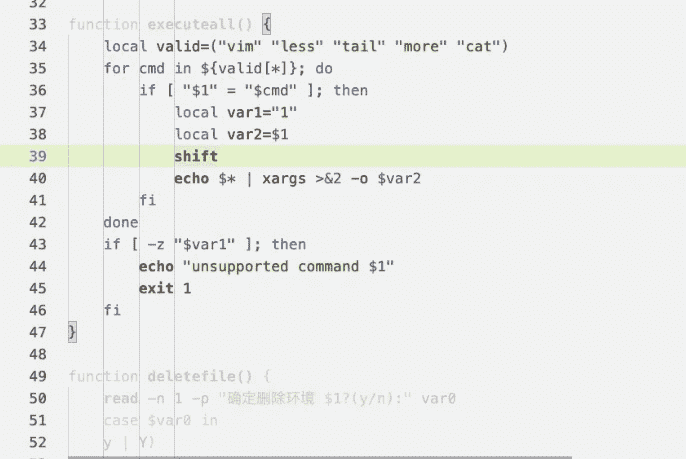 32
33 function executeall() {
34     local valid=("vim" "less" "tail" "more" "cat")
35     for cmd in ${valid[*]}; do
36         if [ "$1" = "$cmd" ]; then
37             local var1="1"
38             local var2=$1
39             shift
40             echo $* | xargs >&2 -o $var2
41         fi
42     done
43     if [ -z "$var1" ]; then
44         echo "unsupported command $1"
45         exit 1
46     fi
47 }
48
49 function deletefile() {
50     read -n 1 -p "确定删除环境 $1?(y/n):" var0
51     case $var0 in
52     y | Y)